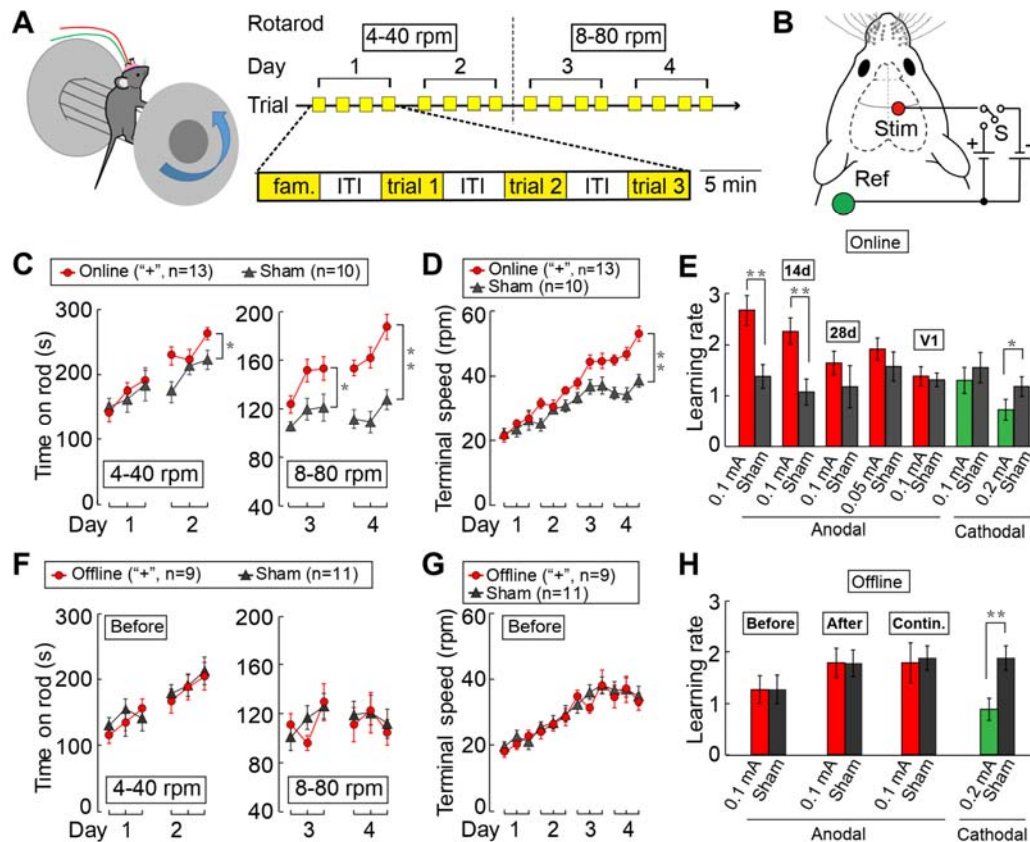 A
Rotarod
4-40 rpm
8-80 rpm
Day
1
2
3
4
Trial
fam.
ITI
trial 1
ITI
trial 2
ITI
trial 3
5 min
B
Stim
S
+
-
Ref
C
Online ("+", n=13)
Sham (n=10)
Time on rod (s)
300
200
100
0
4-40 rpm
*
200
160
120
80
40
8-80 rpm
*
**
Day
1
2
3
4
D
Online ("+", n=13)
Sham (n=10)
Terminal speed (rpm)
60
40
20
0
**
Day
1
2
3
4
Online
E
Learning rate
3
2
1
0
**
14d
**
28d
V1
*
0.1 mA
Sham
0.1 mA
Sham
0.1 mA
Sham
0.05 mA
Sham
0.1 mA
Sham
0.1 mA
Sham
0.2 mA
Sham
Anodal
Cathodal
F
Offline ("+", n=9)
Sham (n=11)
Before
Time on rod (s)
300
200
100
0
4-40 rpm
200
160
120
80
40
8-80 rpm
Day
1
2
3
4
G
Offline ("+", n=9)
Sham (n=11)
Before
Terminal speed (rpm)
60
40
20
0
Day
1
2
3
4
H
Offline
Learning rate
3
2
1
0
Before
After
Contin.
**
0.1 mA
Sham
0.1 mA
Sham
0.1 mA
Sham
0.2 mA
Sham
Anodal
Cathodal